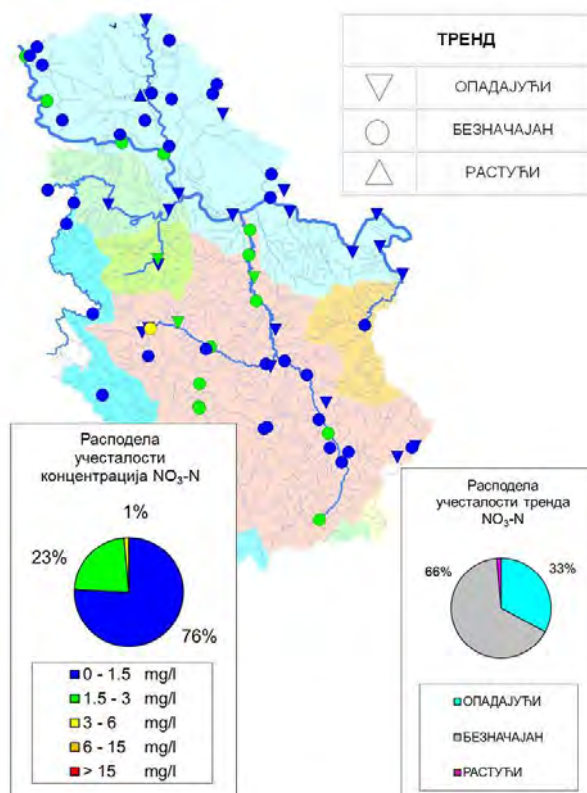 ТРЕНД
ОПАДАЈУЋИ
БЕЗНАЧАЈАН
РАСТУЋИ
Расподела
учесталости
концентрација NO₃-N
1%
23%
76%
0 - 1.5 mg/l
1.5 - 3 mg/l
3 - 6 mg/l
6 - 15 mg/l
> 15 mg/l
Расподела
учесталости тренда
NO₃-N
66%
33%
ОПАДАЈУЋИ
БЕЗНАЧАЈАН
РАСТУЋИ